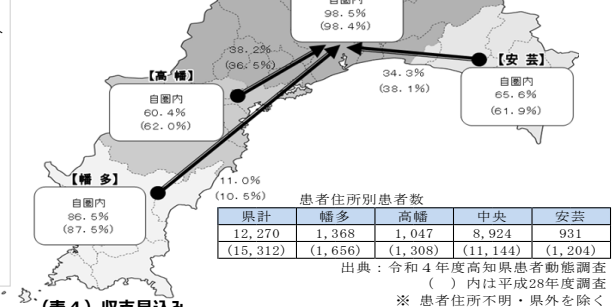 自圏内
98.5%
(98.4%)
38.2%
(36.5%)
【高 幡】
自圏内
60.4%
(62.0%)
【安 芸】
自圏内
65.6%
(61.9%)
34.3%
(38.1%)
【幡 多】
自圏内
86.5%
(87.5%)
11.0%
(10.5%)
患者住所別患者数
県計 幡多 高幡 中央 安芸
12,270 1,368 1,047 8,924 931
(15,312) (1,656) (1,308) (11,144) (1,204)
出典：令和４年度高知県患者動態調査
（ ）内は平成28年度調査
※ 患者住所不明・県外を除く
(表４) 収支見込み